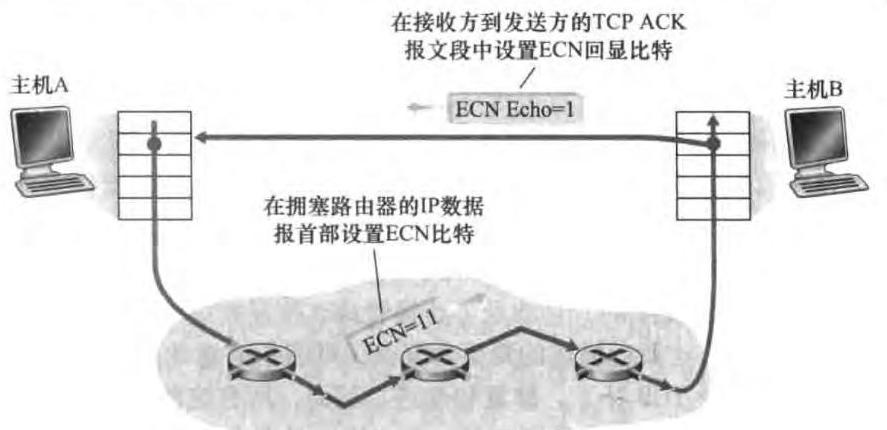 在接收方到发送方的TCP ACK
报文段中设置ECN回显比特
主机A
主机B
ECN Echo=1
在拥塞路由器的IP数据
报首部设置ECN比特
ECN=11